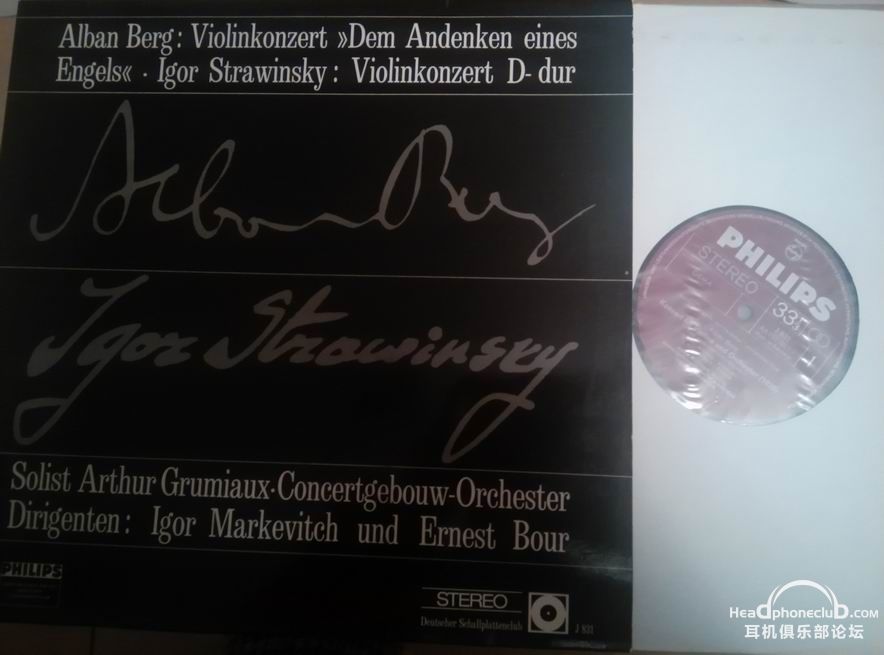 Alban Berg: Violinkonzert »Dem Andenken eines
Engels« · Igor Strawinsky: Violinkonzert D-dur
Alban Berg
Igor Strawinsky
Solist Arthur Grumiaux·Concertgebouw-Orchester
Dirigenten: Igor Markevitch und Ernest Bour
PHILIPS
STEREO
Deutscher Schallplattenclub
J 831
PHILIPS
STEREO
33
HeadphoneClub.com
耳机俱乐部论坛